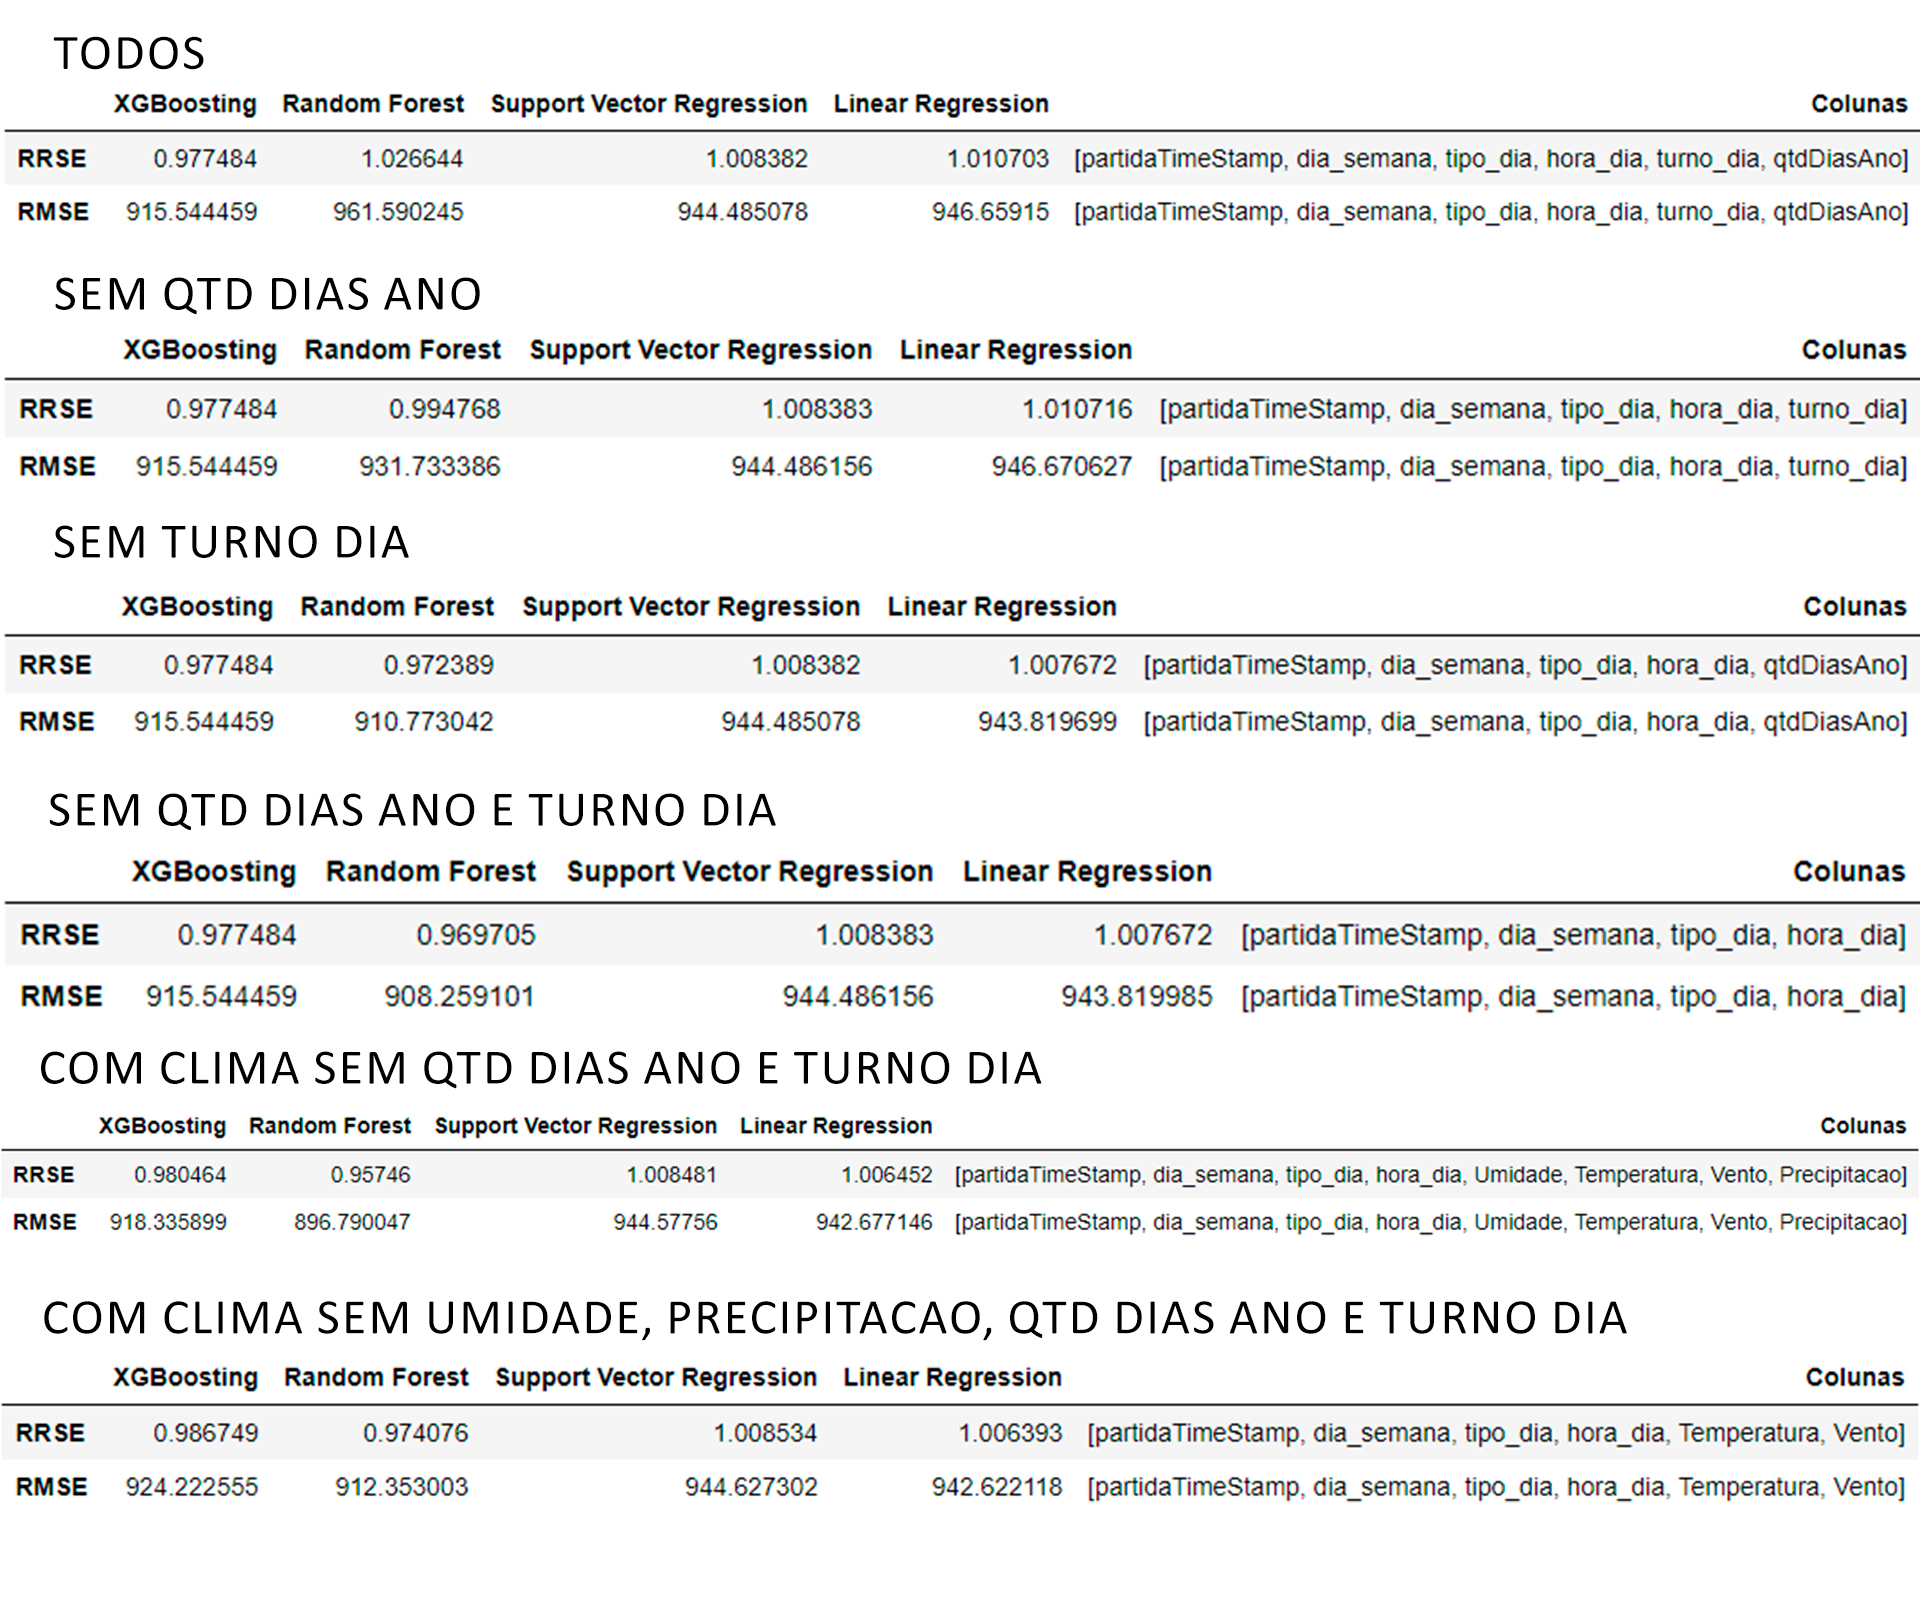 TODOS
XGBoosting Random Forest Support Vector Regression Linear Regression Colunas
RRSE 0.977484 1.026644 1.008382 1.010703 [partidaTimeStamp, dia_semana, tipo_dia, hora_dia, turno_dia, qtdDiasAno]
RMSE 915.544459 961.590245 944.485078 946.65915 [partidaTimeStamp, dia_semana, tipo_dia, hora_dia, turno_dia, qtdDiasAno]
SEM QTD DIAS ANO
XGBoosting Random Forest Support Vector Regression Linear Regression Colunas
RRSE 0.977484 0.994768 1.008383 1.010716 [partidaTimeStamp, dia_semana, tipo_dia, hora_dia, turno_dia]
RMSE 915.544459 931.733386 944.486156 946.670627 [partidaTimeStamp, dia_semana, tipo_dia, hora_dia, turno_dia]
SEM TURNO DIA
XGBoosting Random Forest Support Vector Regression Linear Regression Colunas
RRSE 0.977484 0.972389 1.008382 1.007672 [partidaTimeStamp, dia_semana, tipo_dia, hora_dia, qtdDiasAno]
RMSE 915.544459 910.773042 944.485078 943.819699 [partidaTimeStamp, dia_semana, tipo_dia, hora_dia, qtdDiasAno]
SEM QTD DIAS ANO E TURNO DIA
XGBoosting Random Forest Support Vector Regression Linear Regression Colunas
RRSE 0.977484 0.969705 1.008383 1.007672 [partidaTimeStamp, dia_semana, tipo_dia, hora_dia]
RMSE 915.544459 908.259101 944.486156 943.819985 [partidaTimeStamp, dia_semana, tipo_dia, hora_dia]
COM CLIMA SEM QTD DIAS ANO E TURNO DIA
XGBoosting Random Forest Support Vector Regression Linear Regression Colunas
RRSE 0.980464 0.95746 1.008481 1.006452 [partidaTimeStamp, dia_semana, tipo_dia, hora_dia, Umidade, Temperatura, Vento, Precipitacao]
RMSE 918.335899 896.790047 944.57756 942.677146 [partidaTimeStamp, dia_semana, tipo_dia, hora_dia, Umidade, Temperatura, Vento, Precipitacao]
COM CLIMA SEM UMIDADE, PRECIPITACAO, QTD DIAS ANO E TURNO DIA
XGBoosting Random Forest Support Vector Regression Linear Regression Colunas
RRSE 0.986749 0.974076 1.008534 1.006393 [partidaTimeStamp, dia_semana, tipo_dia, hora_dia, Temperatura, Vento]
RMSE 924.222555 912.353003 944.627302 942.622118 [partidaTimeStamp, dia_semana, tipo_dia, hora_dia, Temperatura, Vento]